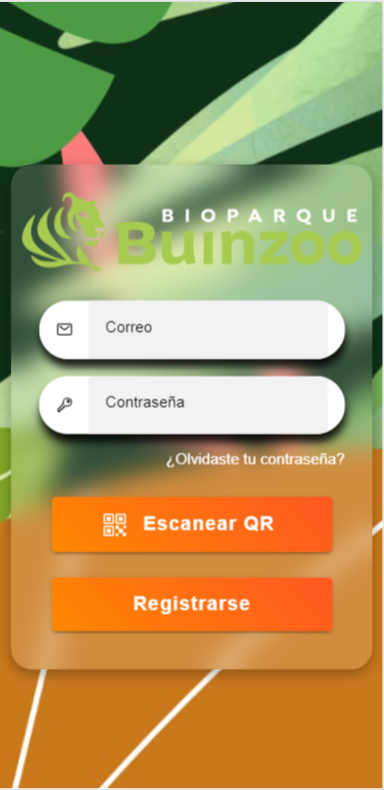 BIOPARQUE
Buinzoo
Correo
Contraseña
¿Olvidaste tu contraseña?
Escanear QR
Registrarse